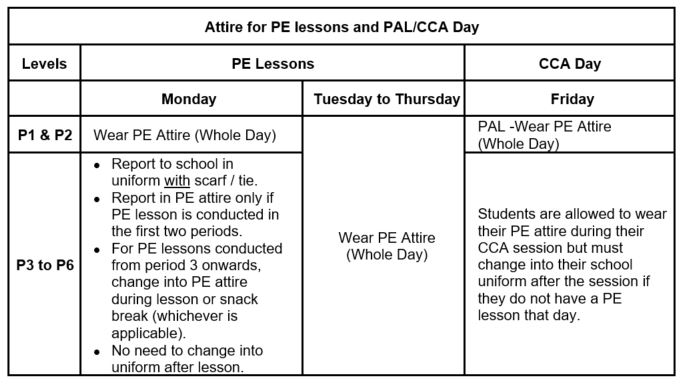 Attire for PE lessons and PAL/CCA Day
Levels
PE Lessons
CCA Day
Monday
Tuesday to Thursday
Friday
P1 & P2
Wear PE Attire (Whole Day)
PAL -Wear PE Attire
(Whole Day)
P3 to P6
• Report to school in
uniform with scarf / tie.
• Report in PE attire only if
PE lesson is conducted in
the first two periods.
• For PE lessons conducted
from period 3 onwards,
change into PE attire
during lesson or snack
break (whichever is
applicable).
• No need to change into
uniform after lesson.
Wear PE Attire
(Whole Day)
Students are allowed to wear
their PE attire during their
CCA session but must
change into their school
uniform after the session if
they do not have a PE
lesson that day.